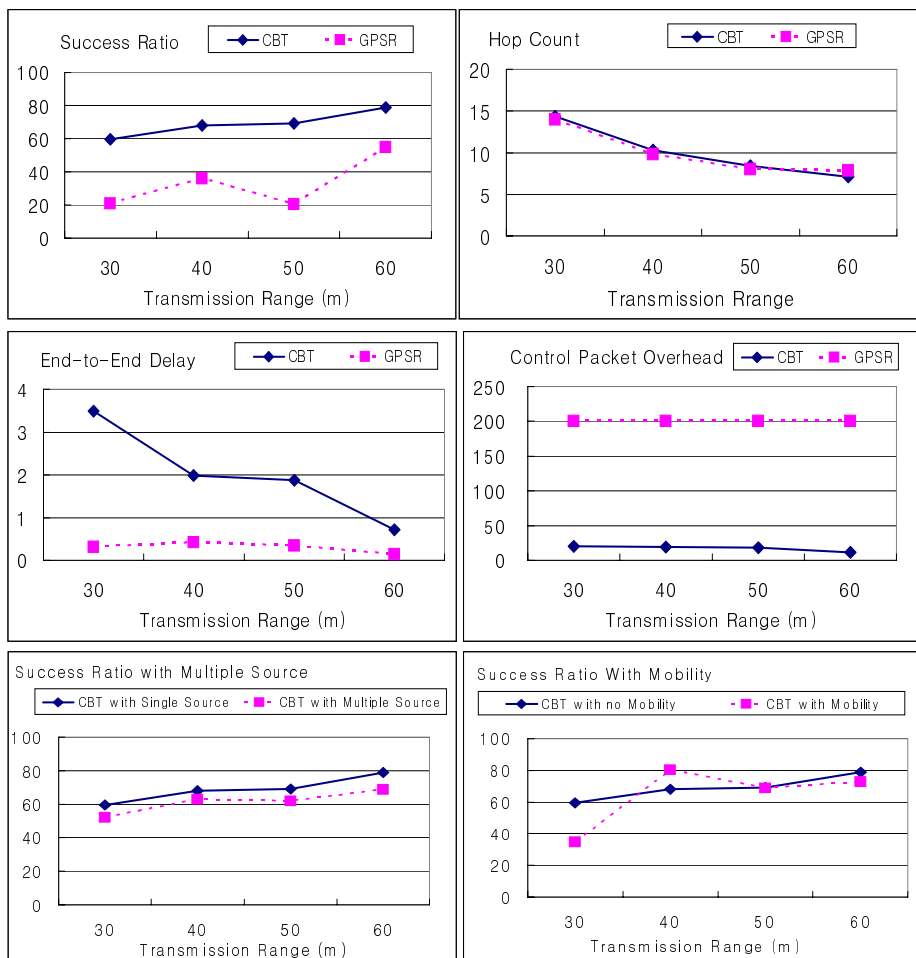 Success Ratio
CBT GPSR
100
80
60
40
20
0
30 40 50 60
Transmission Range (m)
Hop Count
CBT GPSR
20
15
10
5
0
30 40 50 60
Transmission Rrange
End-to-End Delay
CBT GPSR
4
3
2
1
0
30 40 50 60
Transmission Range (m)
Control Packet Overhead
CBT GPSR
250
200
150
100
50
0
30 40 50 60
Transmission Range (m)
Success Ratio with Multiple Source
CBT with Single Source CBT with Multiple Source
100
80
60
40
20
0
30 40 50 60
Transmission Range (m)
Success Ratio With Mobility
CBT with no Mobility CBT with Mobility
100
80
60
40
20
0
30 40 50 60
Transmission Range (m)